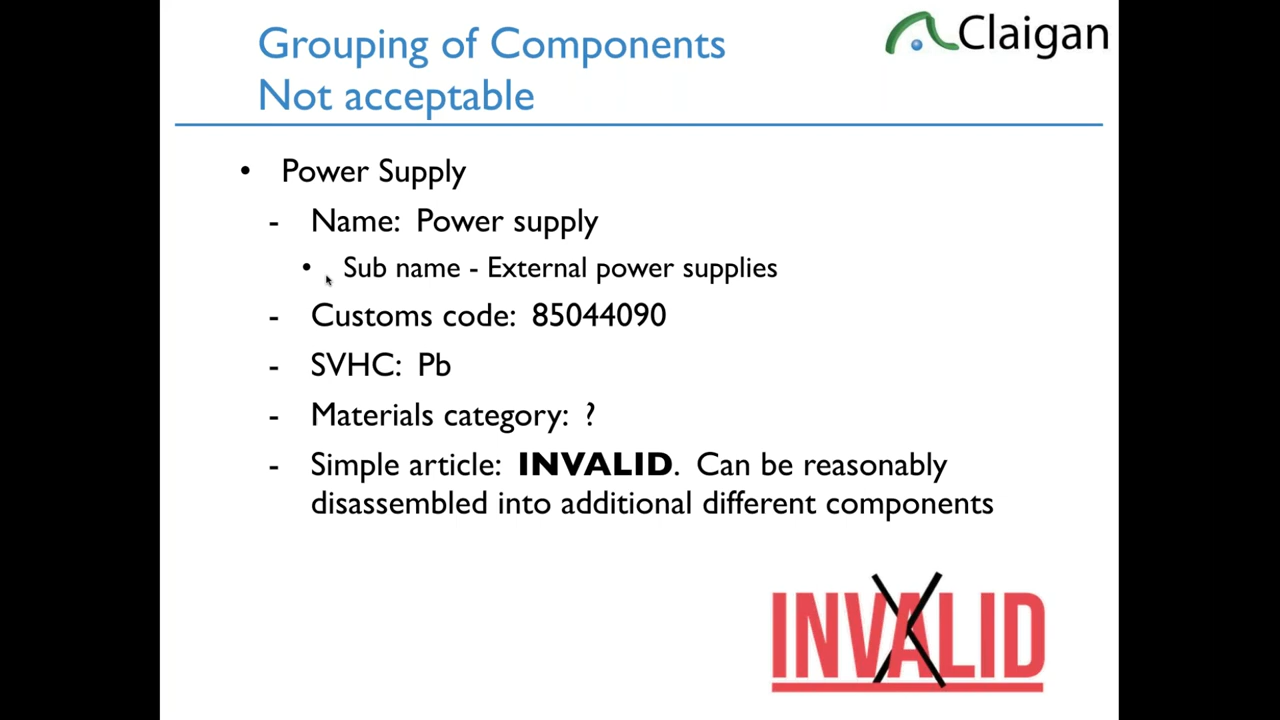 Grouping of Components
Not acceptable
Claigan
• Power Supply
- Name: Power supply
• Sub name - External power supplies
- Customs code: 85044090
- SVHC: Pb
- Materials category: ?
- Simple article: INVALID. Can be reasonably
disassembled into additional different components
INVALID